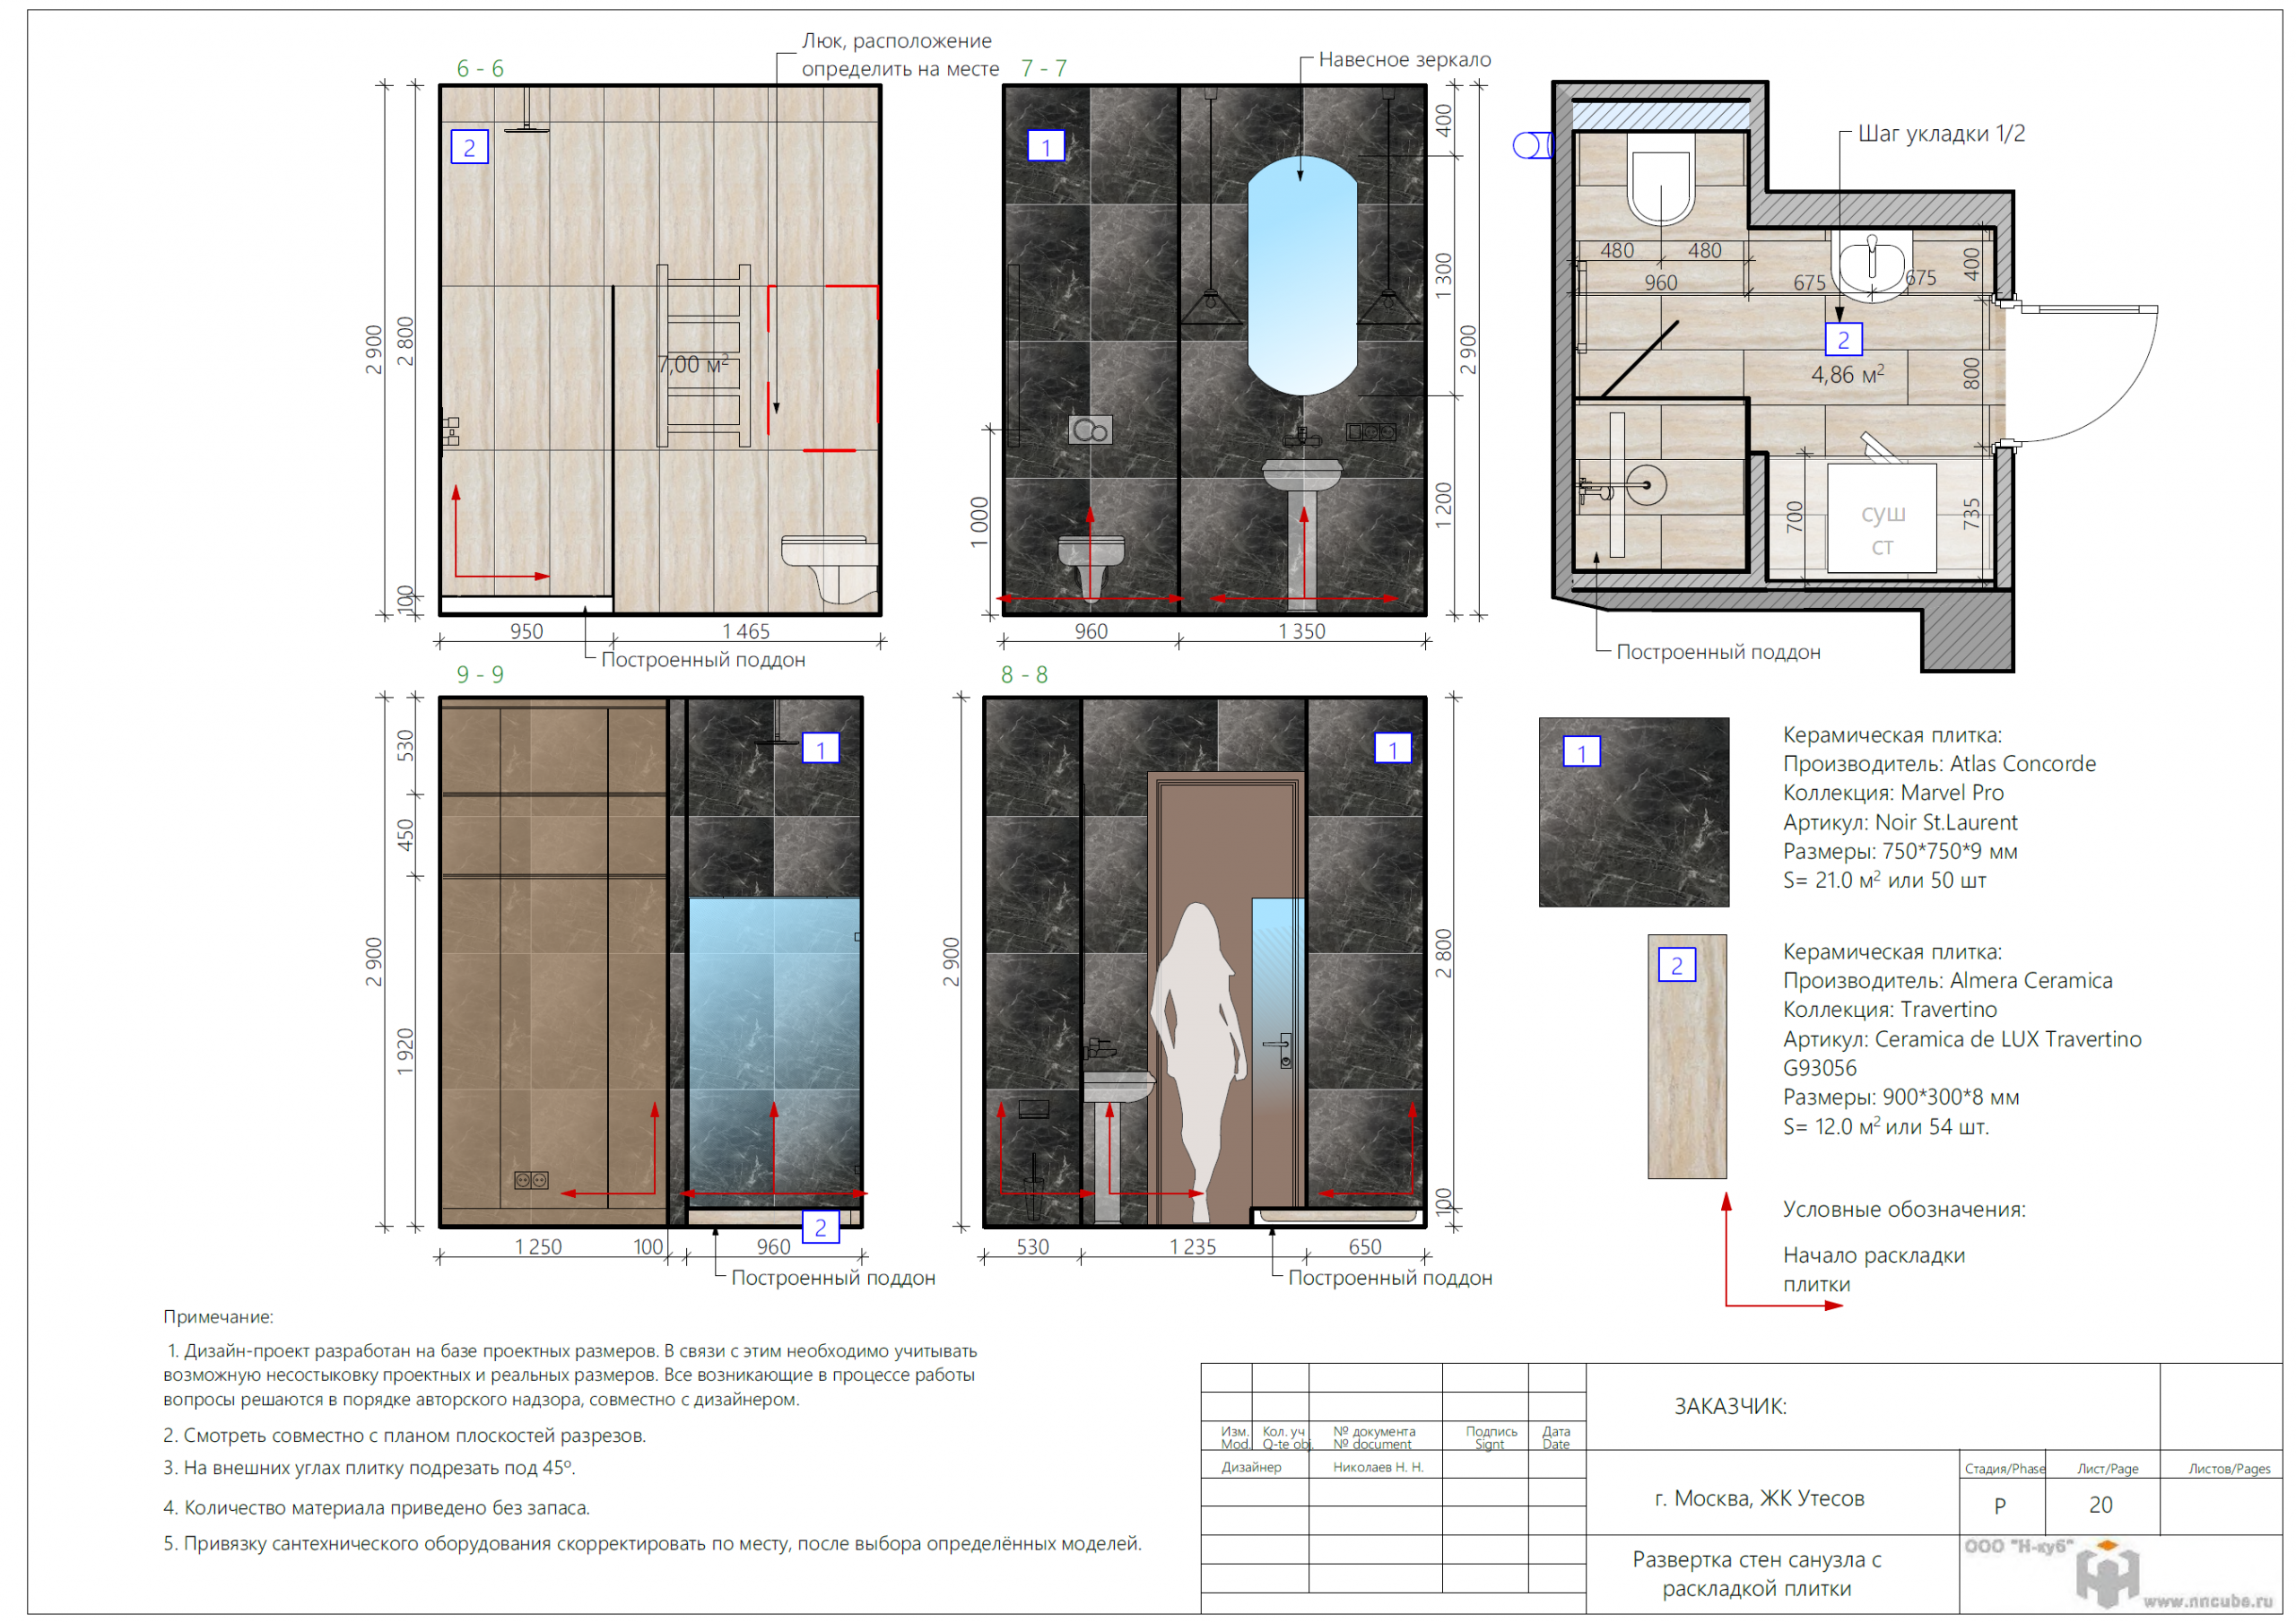 Люк, расположение
определить на месте
6 - 6
2
2 900
2 800
100
7,00 м²
950
1 465
Построенный поддон
7 - 7
Навесное зеркало
1
400
1 300
2 900
1 200
1 000
960
1 350
Шаг укладки 1/2
480
480
960
675
675
400
2
4,86 м²
800
700
735
суш
ст
Построенный поддон
9 - 9
530
450
2 900
1 920
1
2
1 250
100
960
Построенный поддон
8 - 8
1
2 900
2 800
100
530
1 235
650
Построенный поддон
1
Керамическая плитка:
Производитель: Atlas Concorde
Коллекция: Marvel Pro
Артикул: Noir St.Laurent
Размеры: 750*750*9 мм
S= 21.0 м² или 50 шт
2
Керамическая плитка:
Производитель: Almera Ceramica
Коллекция: Travertino
Артикул: Ceramica de LUX Travertino
G93056
Размеры: 900*300*8 мм
S= 12.0 м² или 54 шт.
Условные обозначения:
Начало раскладки
плитки
Примечание:
1. Дизайн-проект разработан на базе проектных размеров. В связи с этим необходимо учитывать
возможную несостыковку проектных и реальных размеров. Все возникающие в процессе работы
вопросы решаются в порядке авторского надзора, совместно с дизайнером.
2. Смотреть совместно с планом плоскостей разрезов.
3. На внешних углах плитку подрезать под 45º.
4. Количество материала приведено без запаса.
5. Привязку сантехнического оборудования скорректировать по месту, после выбора определённых моделей.
Изм. Кол. уч № документа Подпись Дата
Mod. Q-te obj. № document Signt Date
Дизайнер Николаев Н. Н.
ЗАКАЗЧИК:
г. Москва, ЖК Утесов
Стадия/Phase Лист/Page Листов/Pages
Р 20
Развертка стен санузла с
раскладкой плитки
ООО "Н-куб"
www.nncube.ru